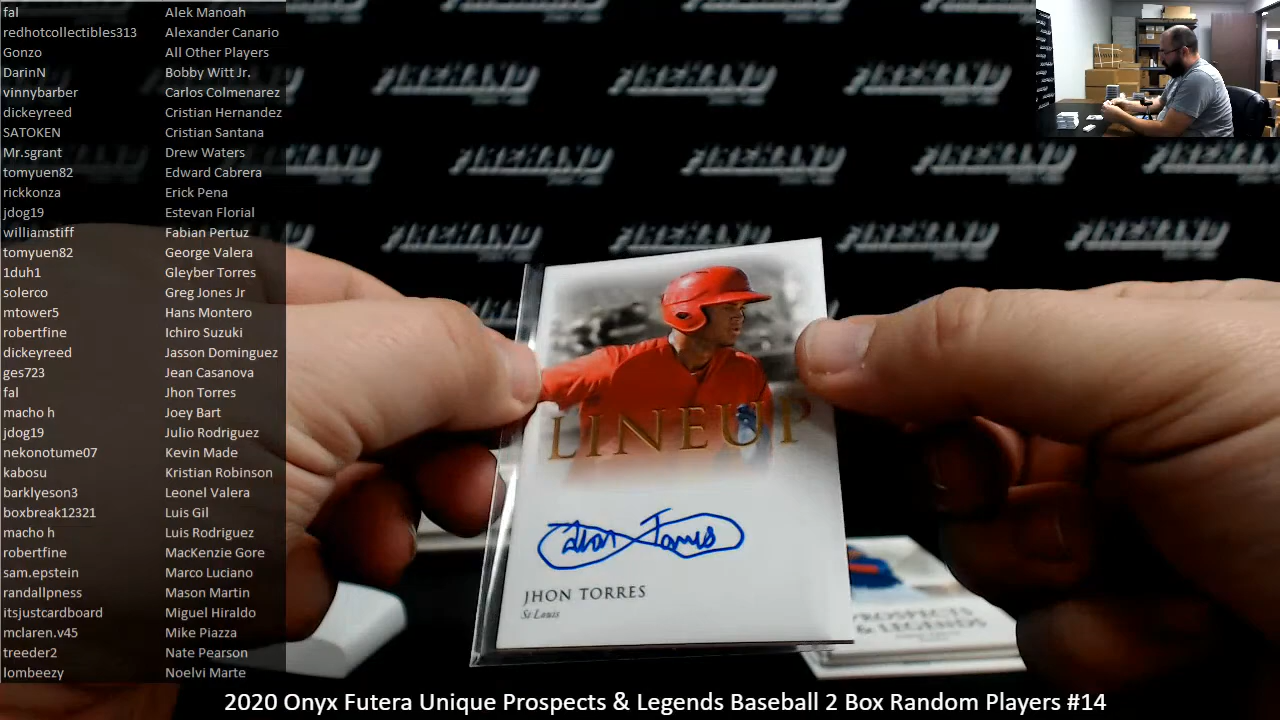 fal Alek Manoah
redhotcollectibles313 Alexander Canario
Gonzo All Other Players
DarinN Bobby Witt Jr.
vinnybarber Carlos Colmenarez
dickeyreed Cristian Hernandez
SATOKEN Cristian Santana
Mr.sgrant Drew Waters
tomyuen82 Edward Cabrera
rickkonza Erick Pena
jdog19 Estevan Florial
williamstiff Fabian Pertuz
tomyuen82 George Valera
1duh1 Gleyber Torres
solerco Greg Jones Jr
mtower5 Hans Montero
robertfine Ichiro Suzuki
dickeyreed Jasson Dominguez
ges723 Jean Casanova
fal Jhon Torres
macho h Joey Bart
jdog19 Julio Rodriguez
nekonotume07 Kevin Made
kabosu Kristian Robinson
barklyeson3 Leonel Valera
boxbreak12321 Luis Gil
macho h Luis Rodriguez
robertfine MacKenzie Gore
sam.epstein Marco Luciano
randallpness Mason Martin
itsjustcardboard Miguel Hiraldo
mclaren.v45 Mike Piazza
treeder2 Nate Pearson
lombeezy Noelvi Marte
LINEUP
Jhon Torres
JHON TORRES
St Louis
PROSPECTS
& LEGENDS
2020 Onyx Futera Unique Prospects & Legends Baseball 2 Box Random Players #14